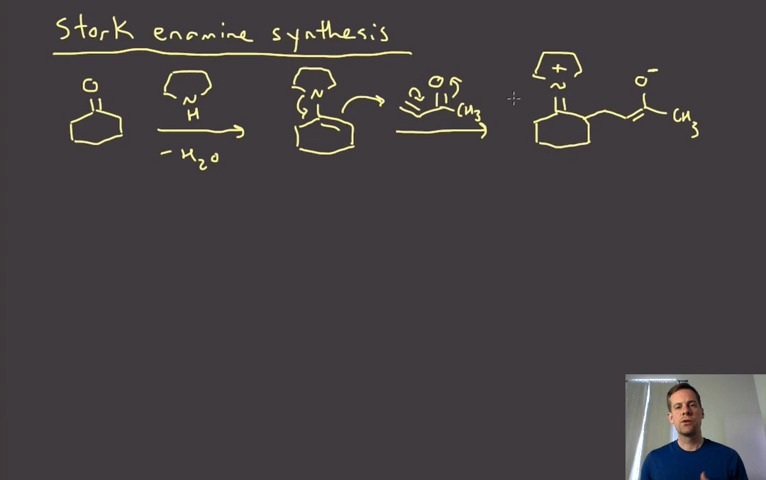 Stork enamine synthesis
O
N
H
- H2O
N
O
CH3
+
N
O-
CH3